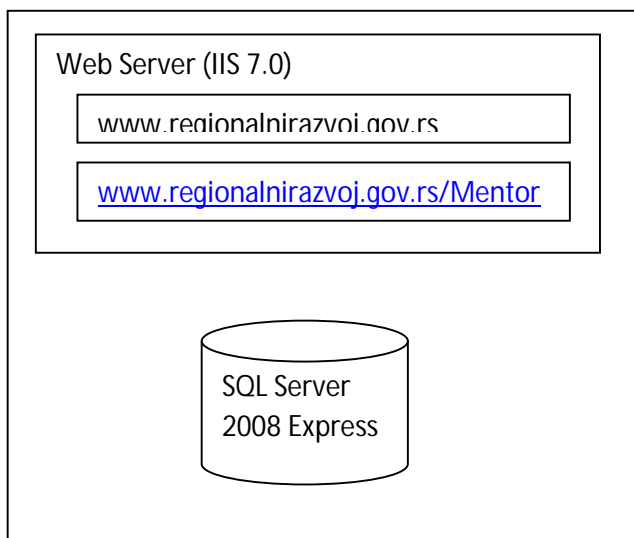 Web Server (IIS 7.0)
www.regionalnirazvoj.gov.rs
www.regionalnirazvoj.gov.rs/Mentor
SQL Server
2008 Express